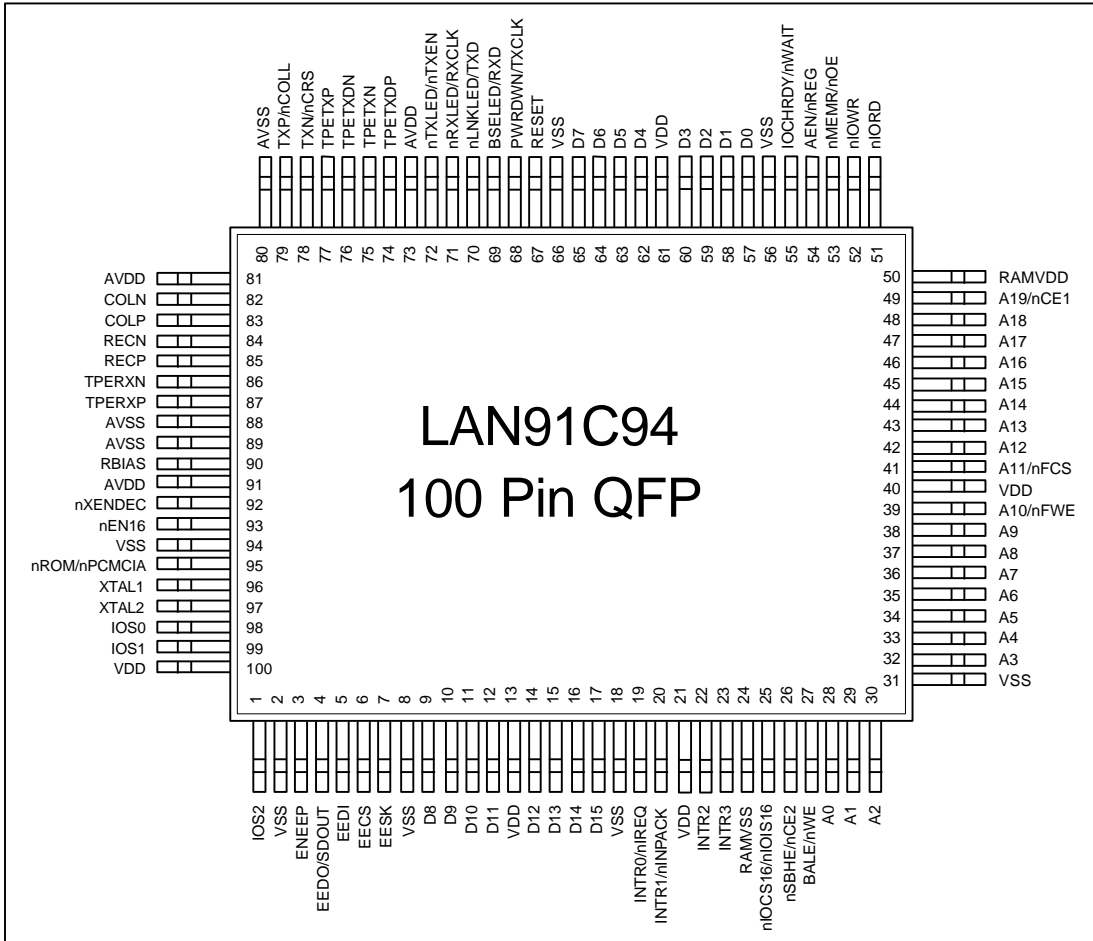 AVSS
TXP/nCOLL
TXN/nCRS
TPETXP
TPETXDN
TPETXN
TPETXDP
AVDD
nTXLED/nTXEN
nRXLED/RXCLK
nLNKLED/TXD
BSELED/RXD
PWRDWN/TXCLK
RESET
VSS
D7
D6
D5
D4
VDD
D3
D2
D1
D0
VSS
IOCHRDY/nWAIT
AEN/nREG
nMEMR/nOE
nIOWR
nIORD
80 79 78 77 76 75 74 73 72 71 70 69 68 67 66 65 64 63 62 61 60 59 58 57 56 55 54 53 52 51
AVDD 81
COLN 82
COLP 83
RECN 84
RECP 85
TPERXN 86
TPERXP 87
AVSS 88
AVSS 89
RBIAS 90
AVDD 91
nXENDEC 92
nEN16 93
VSS 94
nROM/nPCMCIA 95
XTAL1 96
XTAL2 97
IOS0 98
IOS1 99
VDD 100
LAN91C94
100 Pin QFP
50 RAMVDD
49 A19/nCE1
48 A18
47 A17
46 A16
45 A15
44 A14
43 A13
42 A12
41 A11/nFCS
40 VDD
39 A10/nFWE
38 A9
37 A8
36 A7
35 A6
34 A5
33 A4
32 A3
31 VSS
1 2 3 4 5 6 7 8 9 10 11 12 13 14 15 16 17 18 19 20 21 22 23 24 25 26 27 28 29 30
IOS2
VSS
ENEEP
EEDO/SDOUT
EEDI
EECS
EESK
VSS
D8
D9
D10
D11
VDD
D12
D13
D14
D15
VSS
INTR0/nIREQ
INTR1/nINPACK
VDD
INTR2
INTR3
RAMVSS
nIOCS16/nIOIS16
nSBHE/nCE2
BALE/nWE
A0
A1
A2